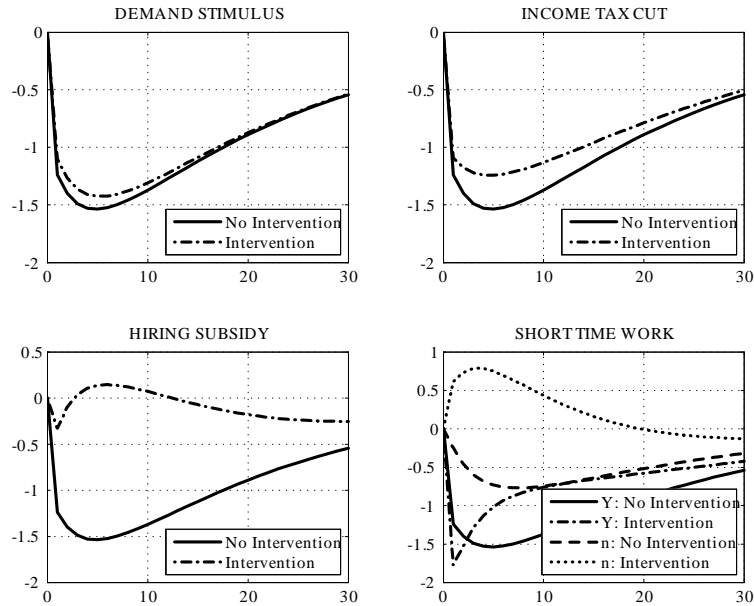 DEMAND STIMULUS
0
-0.5
-1
-1.5
-2
0 10 20 30
No Intervention
Intervention
INCOME TAX CUT
0
-0.5
-1
-1.5
-2
0 10 20 30
No Intervention
Intervention
HIRING SUBSIDY
0.5
0
-0.5
-1
-1.5
-2
0 10 20 30
No Intervention
Intervention
SHORT TIME WORK
1
0.5
0
-0.5
-1
-1.5
-2
0 10 20 30
Y: No Intervention
Y: Intervention
n: No Intervention
n: Intervention